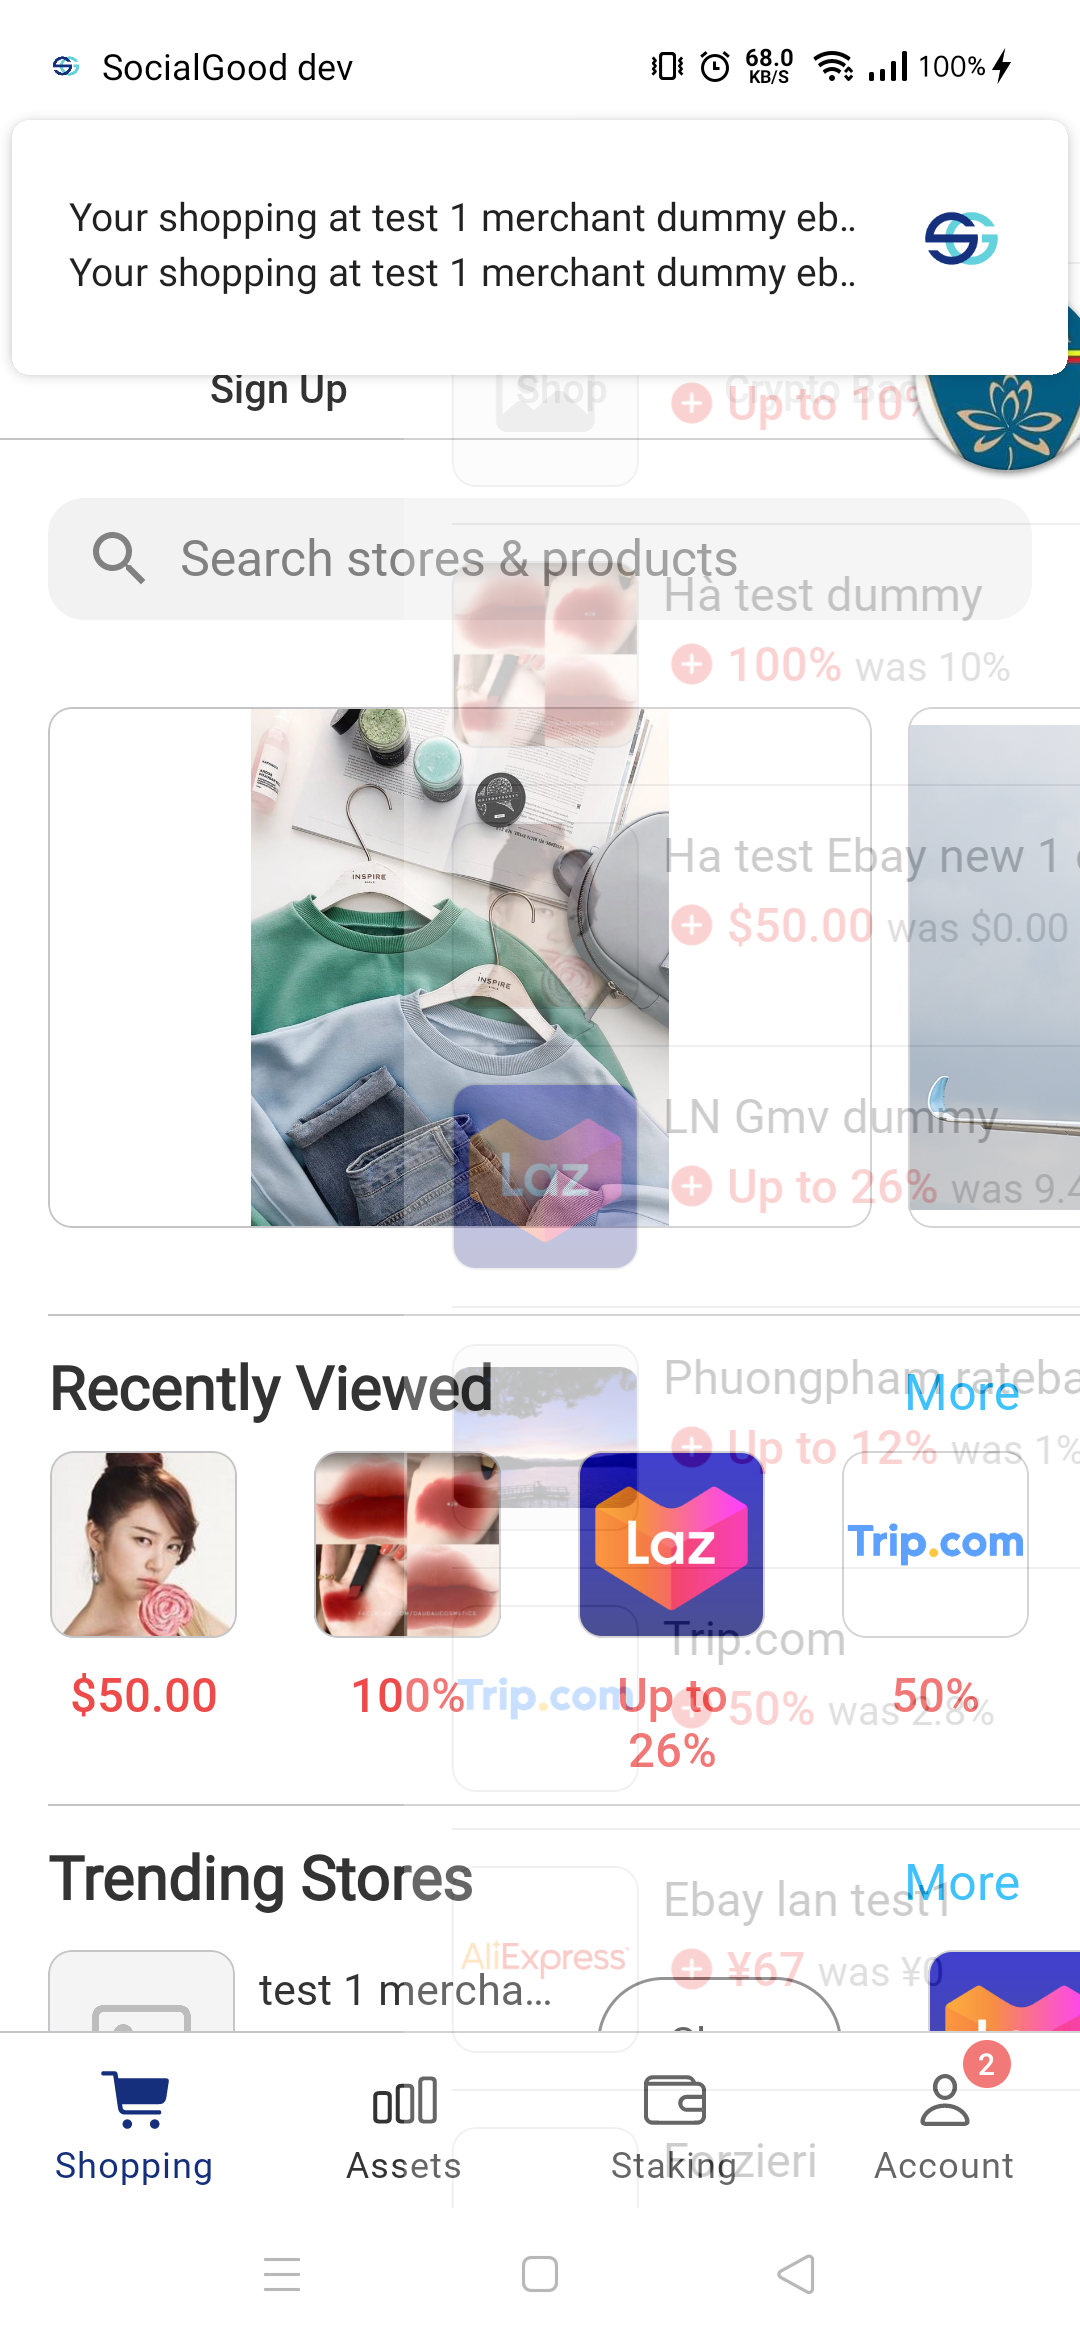 SocialGood dev
68.0
KB/S
100%
Your shopping at test 1 merchant dummy eb..
Your shopping at test 1 merchant dummy eb..
Sign Up
Shop
Crypto Bac
Up to 10%
Search stores & products
Hà test dummy
100% was 10%
INSPIRE
INSPIRE
Ha test Ebay new 1
$50.00 was $0.00
Laz
LN Gmv dummy
Up to 26% was 9.4
Recently Viewed
More
Phuongpham rateba
Up to 12% was 1%
Laz
Trip.com
Trip.com
$50.00
100%
Up to
26%
50%
Trip.com
50% was 2.8%
Trending Stores
More
Ebay lan test1
AliExpress
¥67 was ¥0
test 1 mercha...
2
Shopping
Assets
Staking
Account
Forzieri